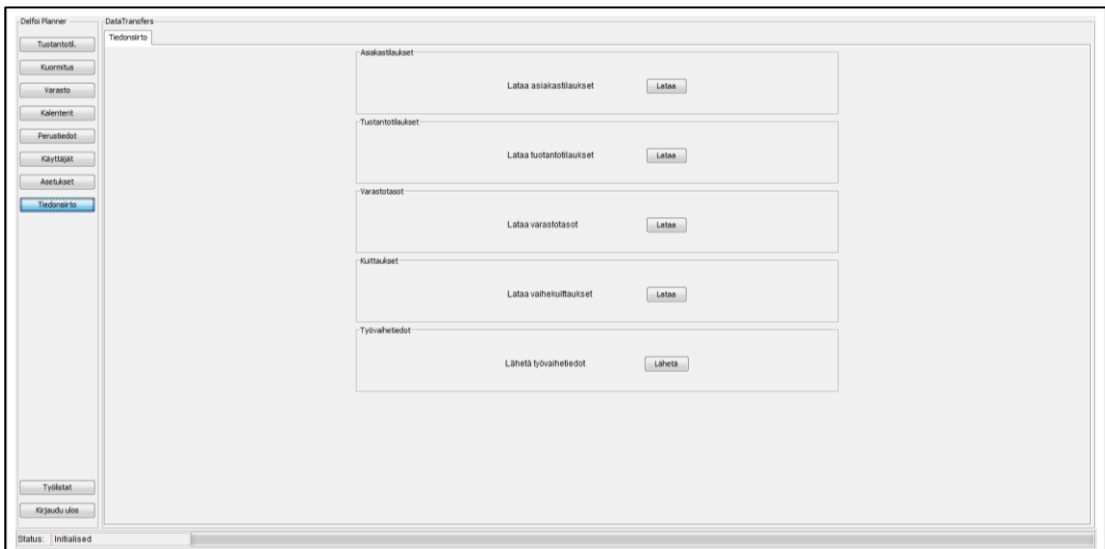 Delfoi Planner
Tuotantotil.
Kuormitus
Varasto
Kalenterit
Perustiedot
Käyttäjät
Asetukset
Tiedonsiirto
Työlistat
Kirjaudu ulos
DataTransfers
Tiedonsiirto
Asiakastilaukset
Lataa asiakastilaukset Lataa
Tuotantotilaukset
Lataa tuotantotilaukset Lataa
Varastotasot
Lataa varastotasot Lataa
Kuittaukset
Lataa vaihekuittaukset Lataa
Työvaihetiedot
Lähetä työvaihetiedot Lähetä
Status: Initialised